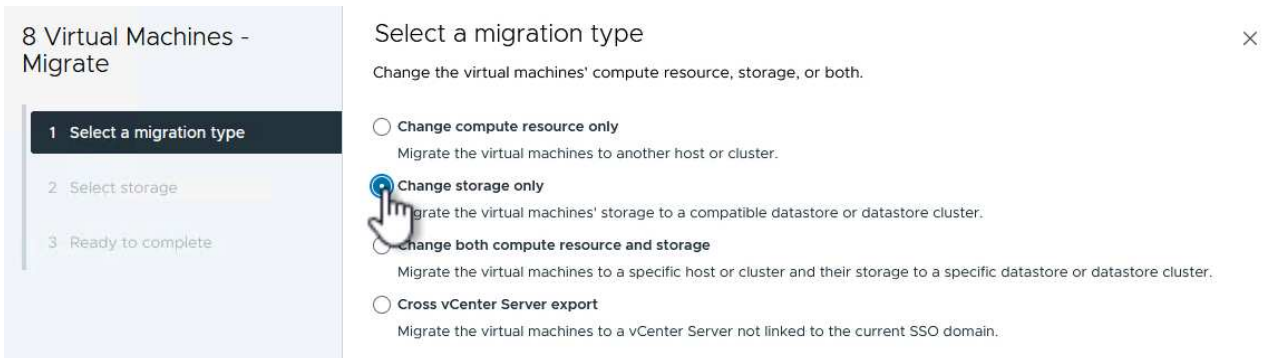 8 Virtual Machines -
Migrate
1 Select a migration type
2 Select storage
3 Ready to complete
Select a migration type
Change the virtual machines' compute resource, storage, or both.
Change compute resource only
Migrate the virtual machines to another host or cluster.
Change storage only
grate the virtual machines' storage to a compatible datastore or datastore cluster.
Change both compute resource and storage
Migrate the virtual machines to a specific host or cluster and their storage to a specific datastore or datastore cluster.
Cross vCenter Server export
Migrate the virtual machines to a vCenter Server not linked to the current SSO domain.